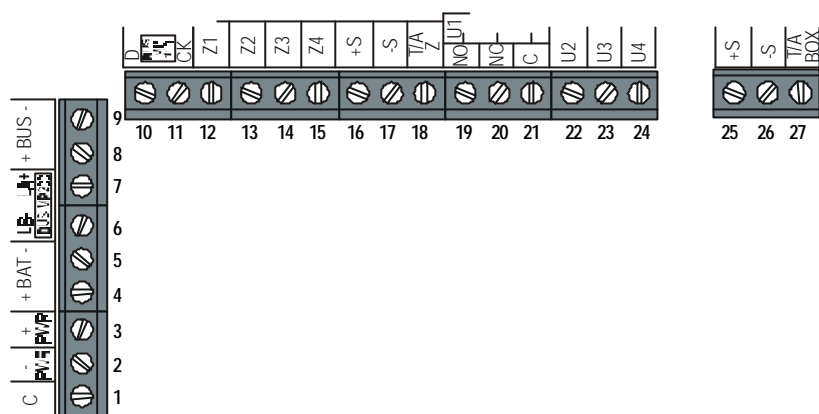 D
CK
Z1
Z2
Z3
Z4
+S
-S
T/A
Z
U1
NO
NC
C
U2
U3
U4
+S
-S
T/A
BOX
10 11 12 13 14 15 16 17 18 19 20 21 22 23 24 25 26 27
+ BUS -
9
8
7
6
+ BAT -
5
4
+
PWR
3
-
PWR
2
C
1